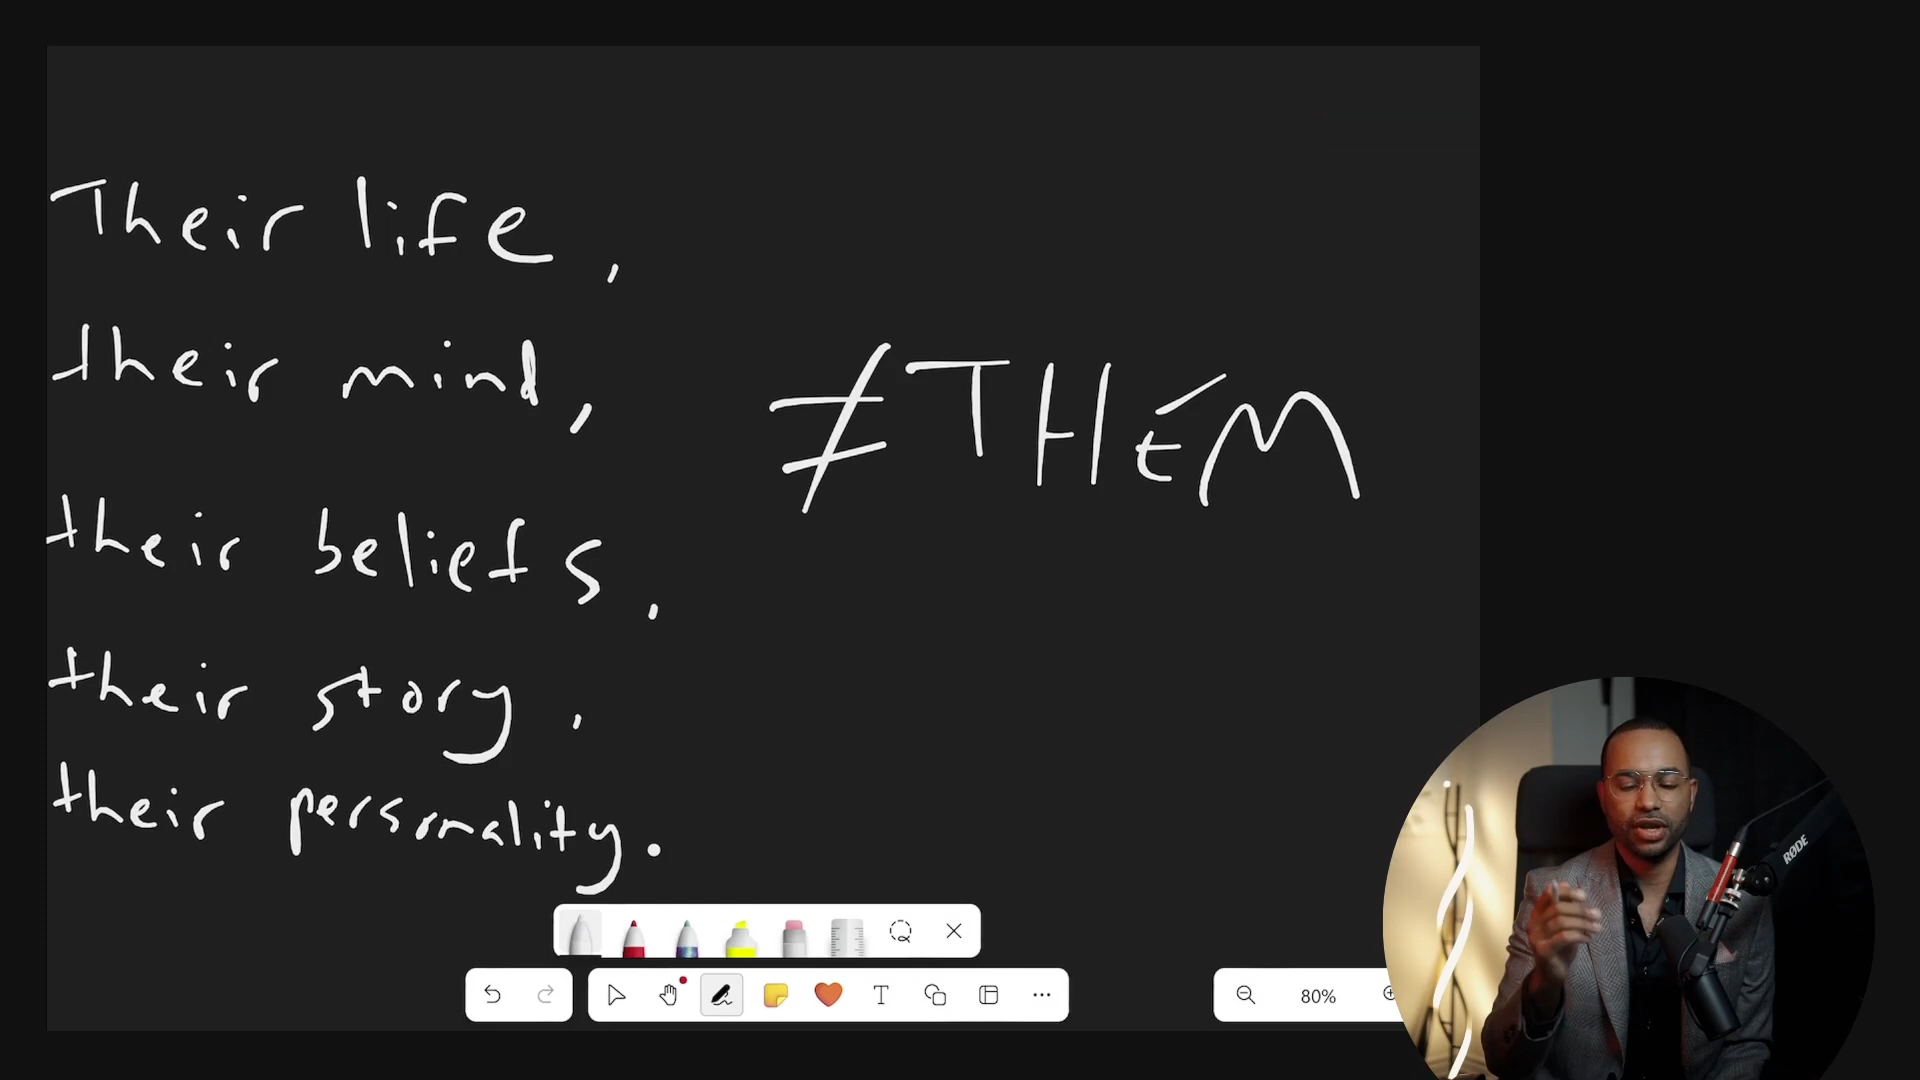 Their life,
their mind,
≠THEM
their beliefs,
their story,
their personality.
80%
RØDE